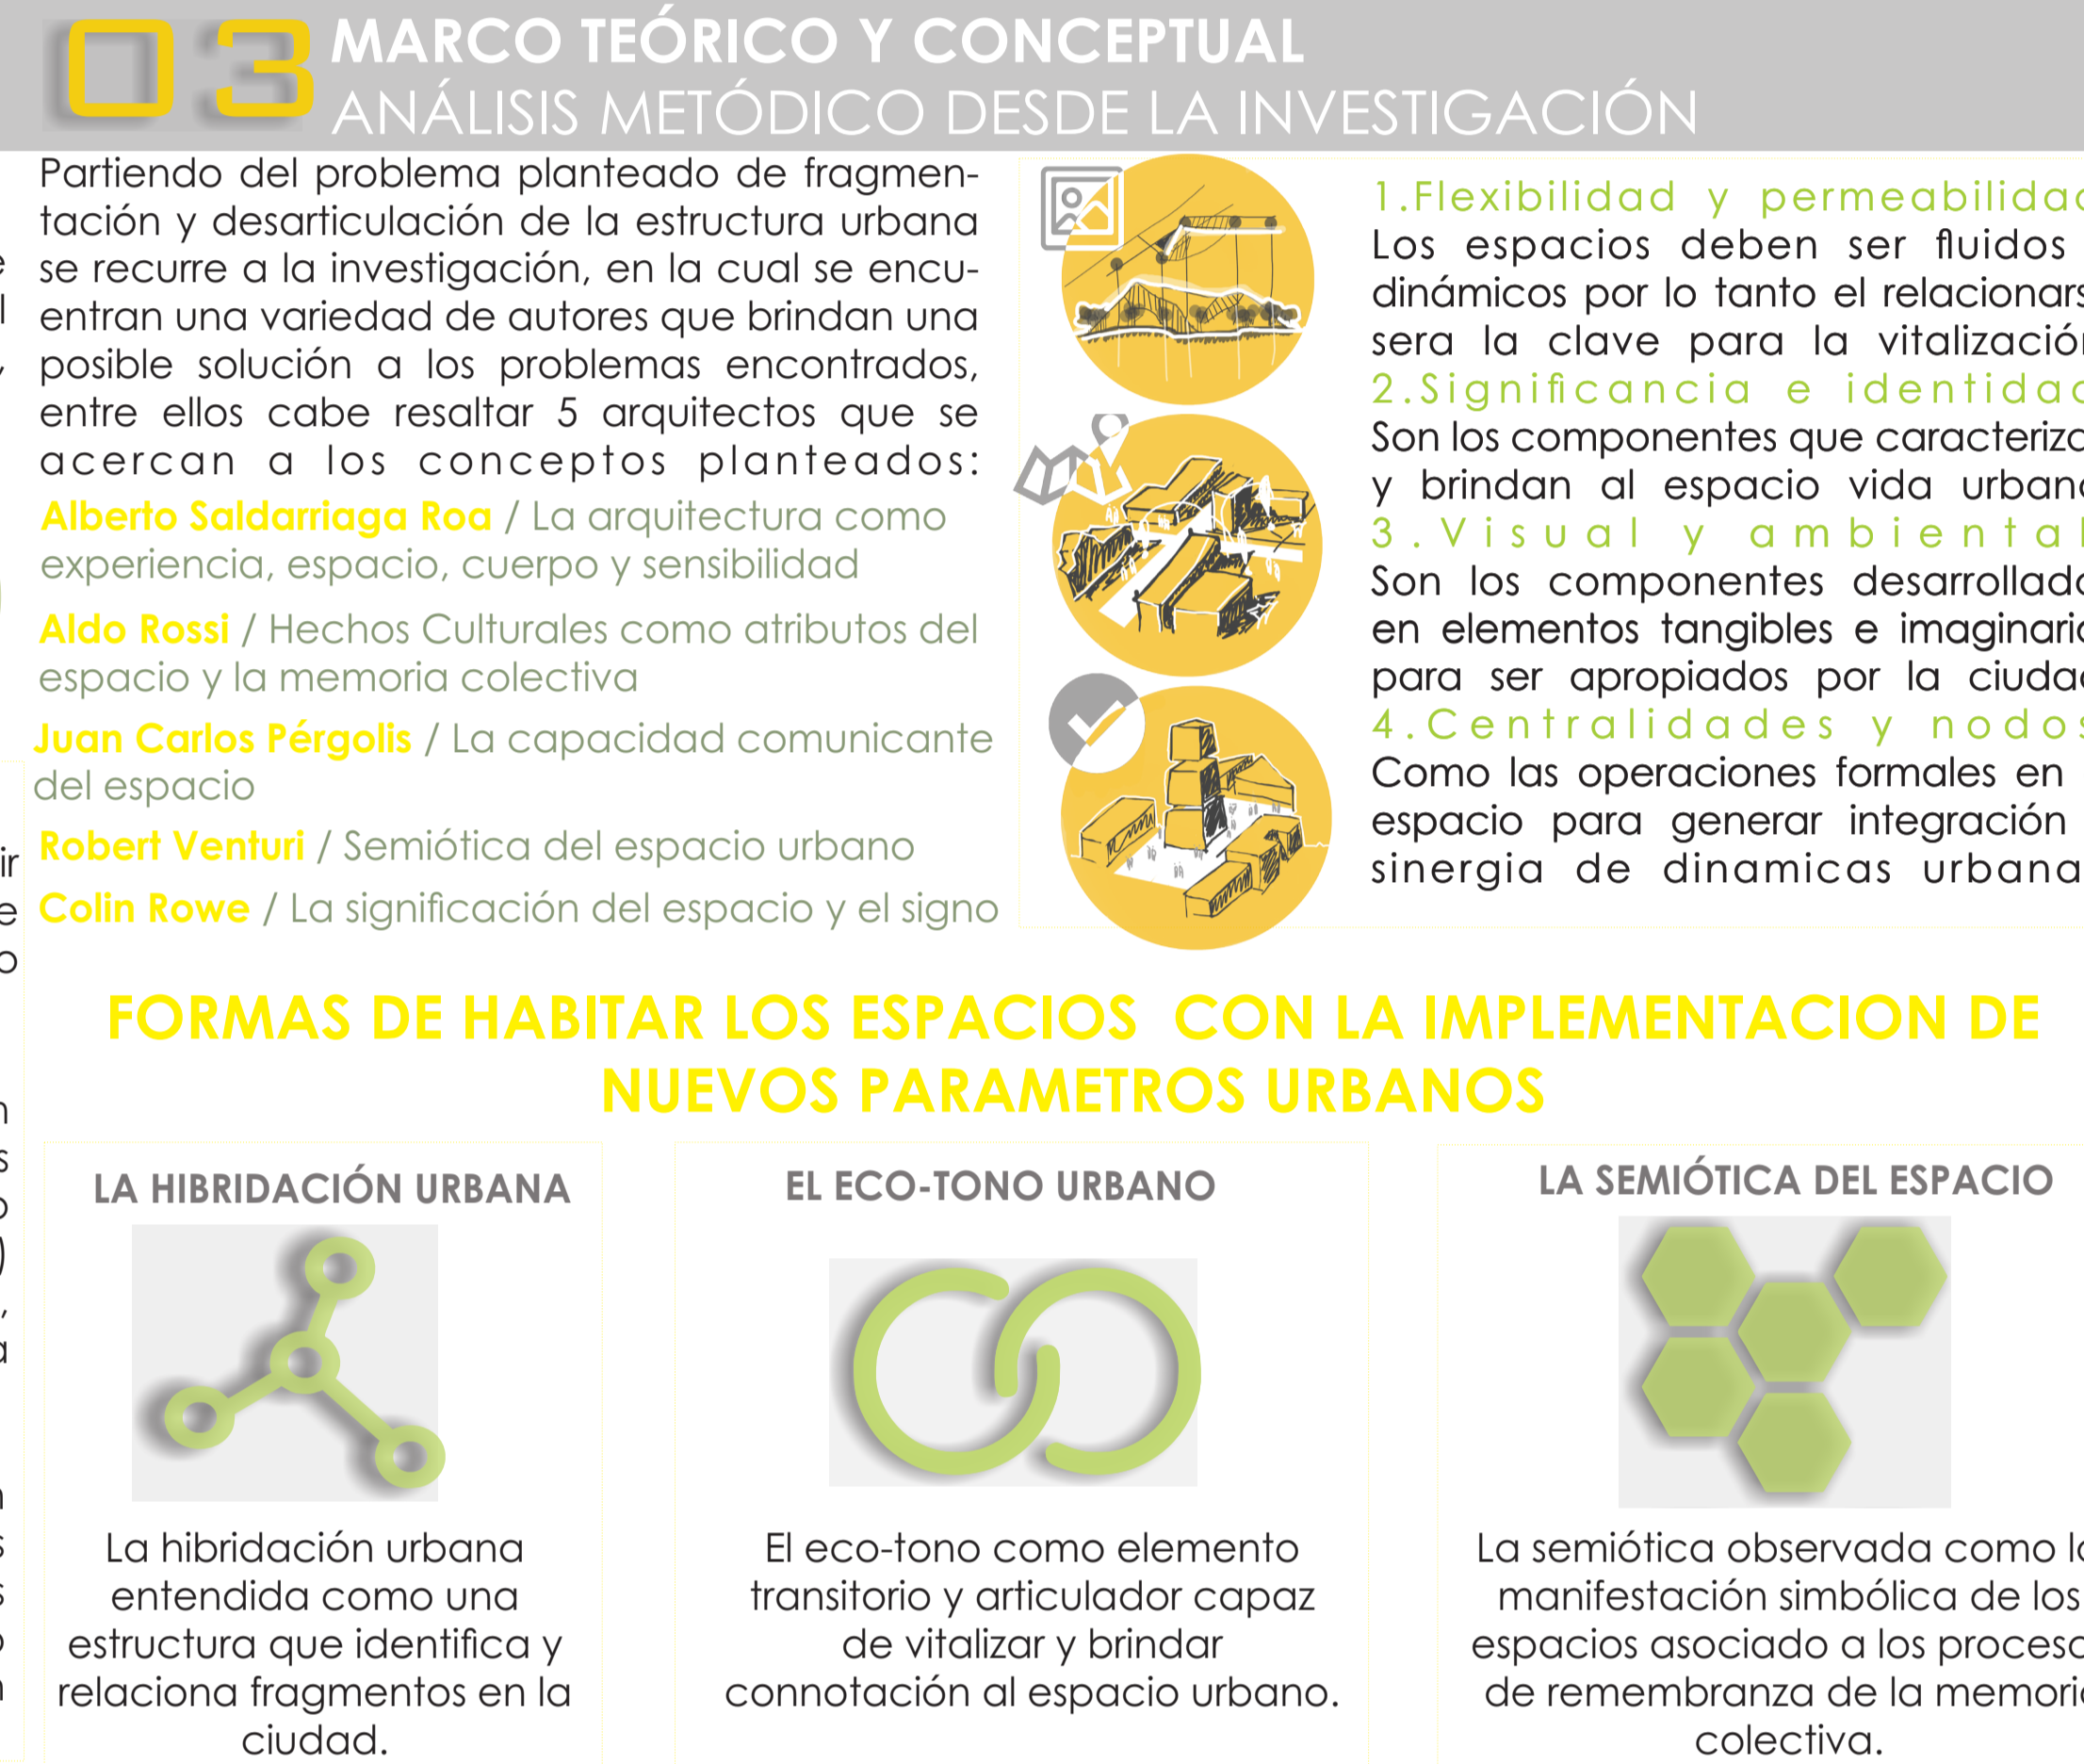 03
MARCO TEÓRICO Y CONCEPTUAL
ANÁLISIS METÓDICO DESDE LA INVESTIGACIÓN
Partiendo del problema planteado de fragmen-
tación y desarticulación de la estructura urbana
se recurre a la investigación, en la cual se encu-
entran una variedad de autores que brindan una
posible solución a los problemas encontrados,
entre ellos cabe resaltar 5 arquitectos que se
acercan a los conceptos planteados:
Alberto Saldarriaga Roa / La arquitectura como
experiencia, espacio, cuerpo y sensibilidad
Aldo Rossi / Hechos Culturales como atributos del
espacio y la memoria colectiva
Juan Carlos Pérgolis / La capacidad comunicante
del espacio
Robert Venturi / Semiótica del espacio urbano
Colin Rowe / La significación del espacio y el signo
1.Flexibilidad y permeabilidad
Los espacios deben ser fluidos
dinámicos por lo tanto el relacionars
sera la clave para la vitalización
2.Significancia e identidad
Son los componentes que caracteriza
y brindan al espacio vida urbana
3.Visual y ambiental
Son los componentes desarrollado
en elementos tangibles e imaginario
para ser apropiados por la ciudad
4.Centralidades y nodos
Como las operaciones formales en
espacio para generar integración
sinergia de dinamicas urbana
FORMAS DE HABITAR LOS ESPACIOS CON LA IMPLEMENTACION DE
NUEVOS PARAMETROS URBANOS
LA HIBRIDACIÓN URBANA
La hibridación urbana
entendida como una
estructura que identifica y
relaciona fragmentos en la
ciudad.
EL ECO-TONO URBANO
El eco-tono como elemento
transitorio y articulador capaz
de vitalizar y brindar
connotación al espacio urbano.
LA SEMIÓTICA DEL ESPACIO
La semiótica observada como la
manifestación simbólica de los
espacios asociado a los proceso
de remembranza de la memoria
colectiva.